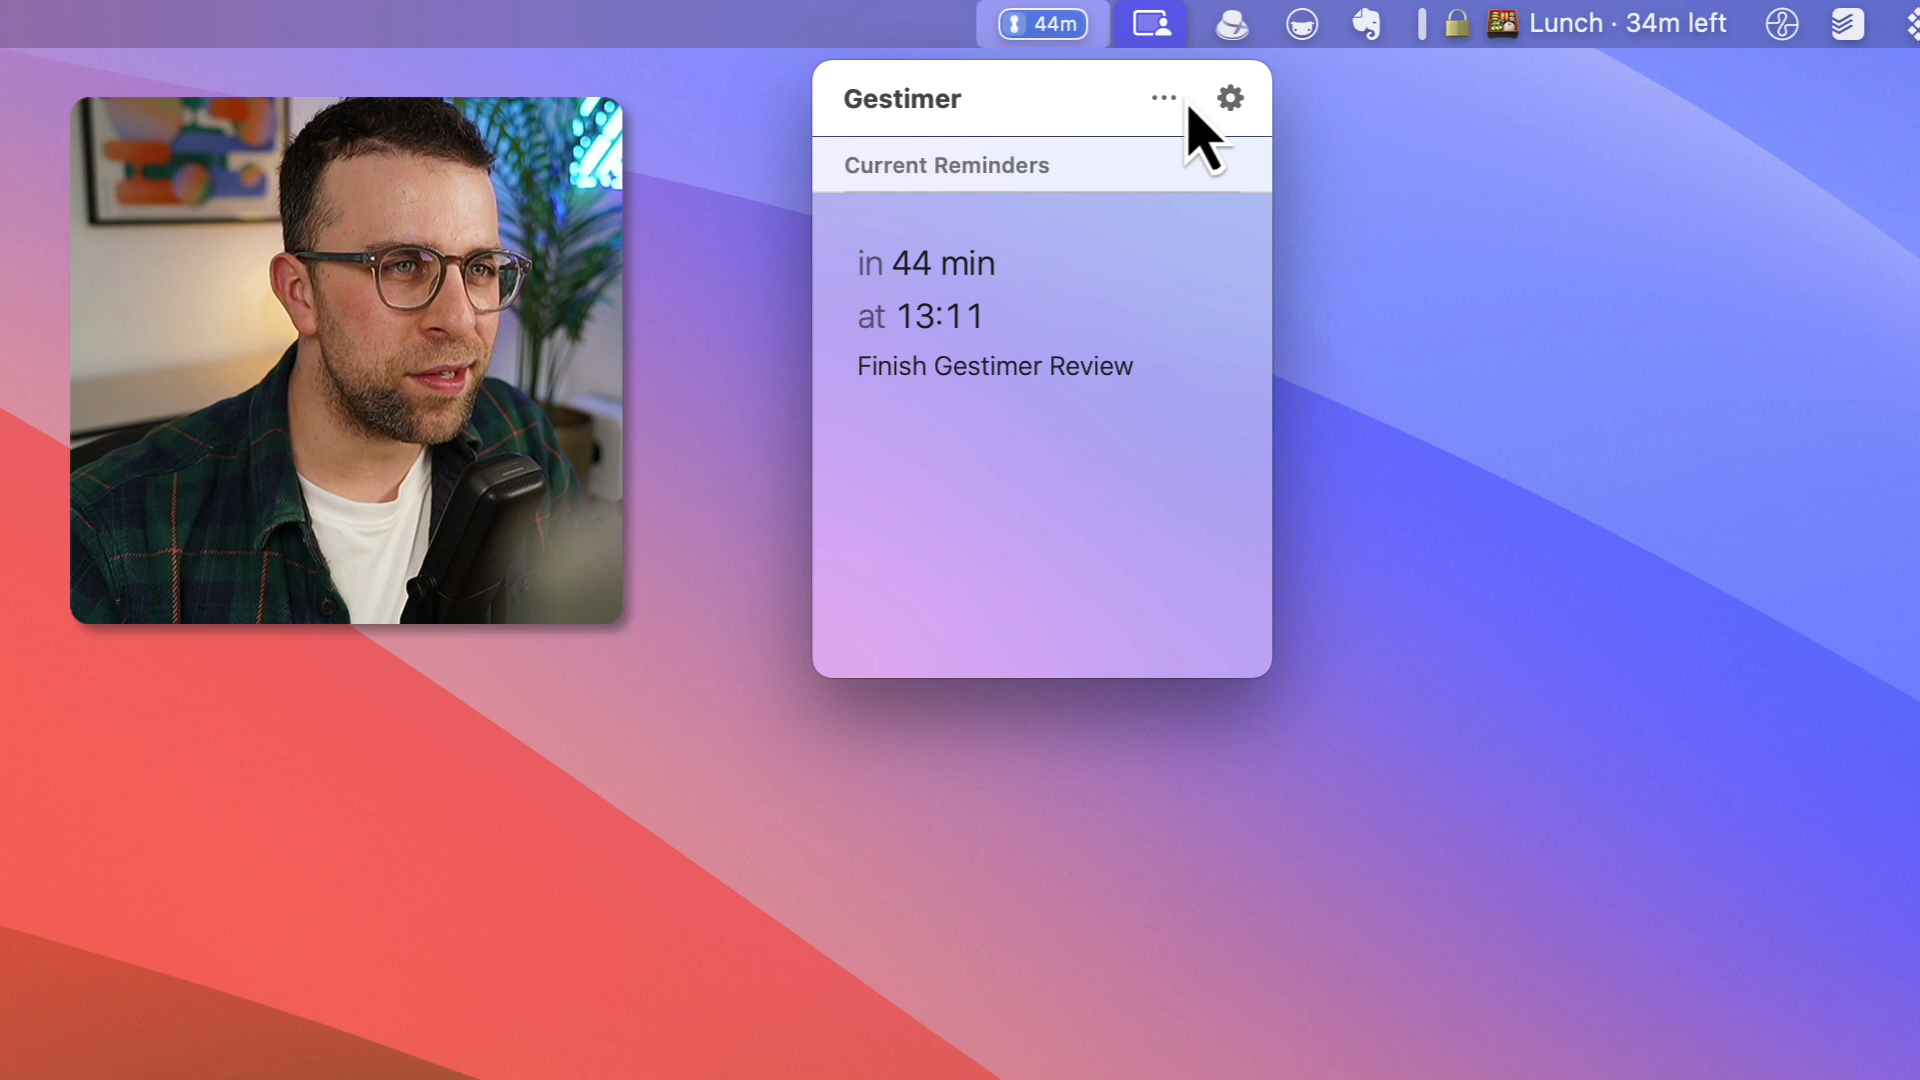 44m
Lunch · 34m left
Gestimer
Current Reminders
in 44 min
at 13:11
Finish Gestimer Review